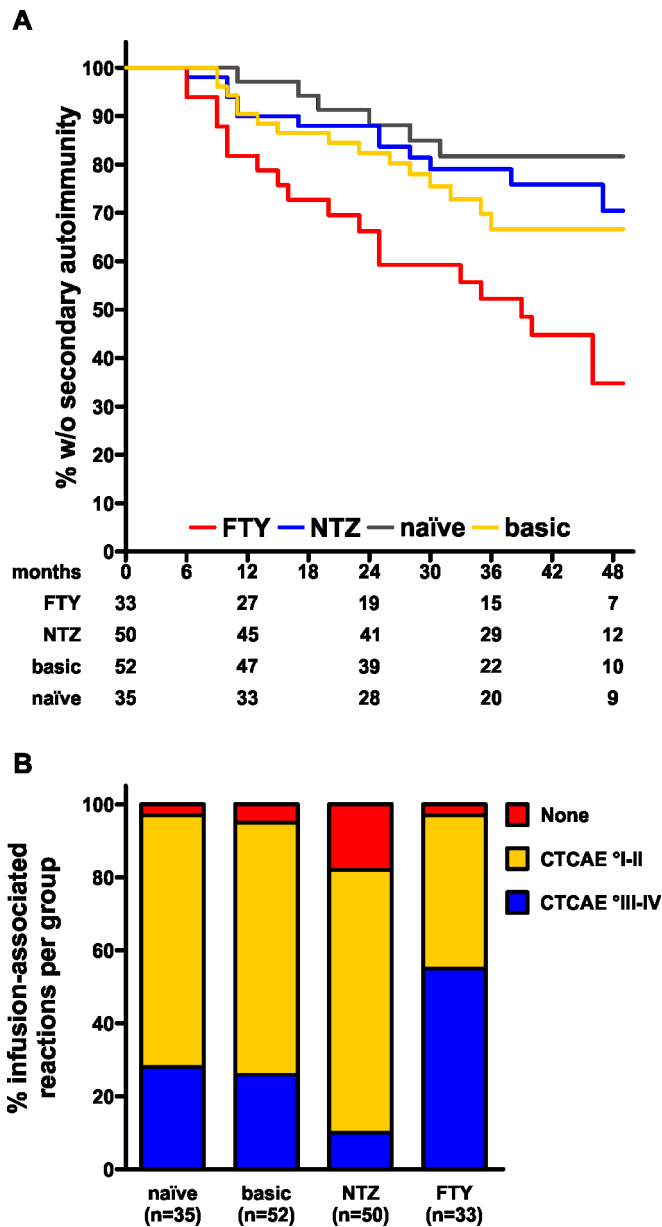 A
% w/o secondary autoimmunity
100
90
80
70
60
50
40
30
20
10
0
FTY NTZ naïve basic
months 0 6 12 18 24 30 36 42 48
FTY 33 27 19 15 7
NTZ 50 45 41 29 12
basic 52 47 39 22 10
naïve 35 33 28 20 9
B
% infusion-associated
reactions per group
100
80
60
40
20
0
None
CTCAE °I-II
CTCAE °III-IV
naïve basic NTZ FTY
(n=35) (n=52) (n=50) (n=33)